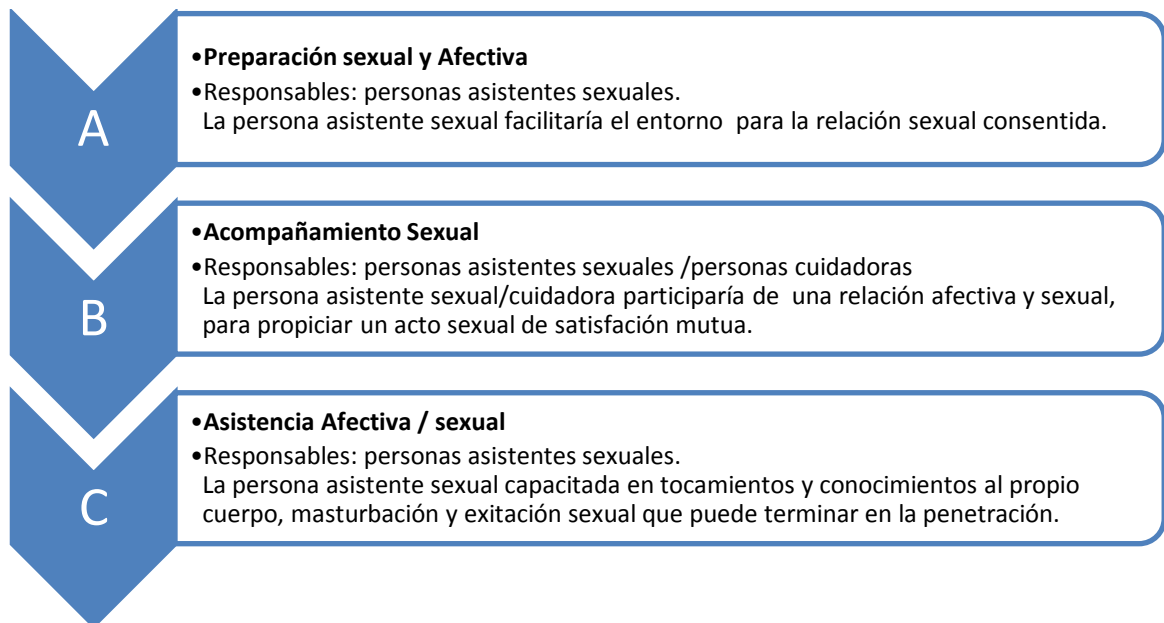 A
•Preparación sexual y Afectiva
•Responsables: personas asistentes sexuales.
La persona asistente sexual facilitaría el entorno para la relación sexual consentida.
B
•Acompañamiento Sexual
•Responsables: personas asistentes sexuales /personas cuidadoras
La persona asistente sexual/cuidadora participaría de una relación afectiva y sexual,
para propiciar un acto sexual de satisfacción mutua.
C
•Asistencia Afectiva / sexual
•Responsables: personas asistentes sexuales.
La persona asistente sexual capacitada en tocamientos y conocimientos al propio
cuerpo, masturbación y exitación sexual que puede terminar en la penetración.